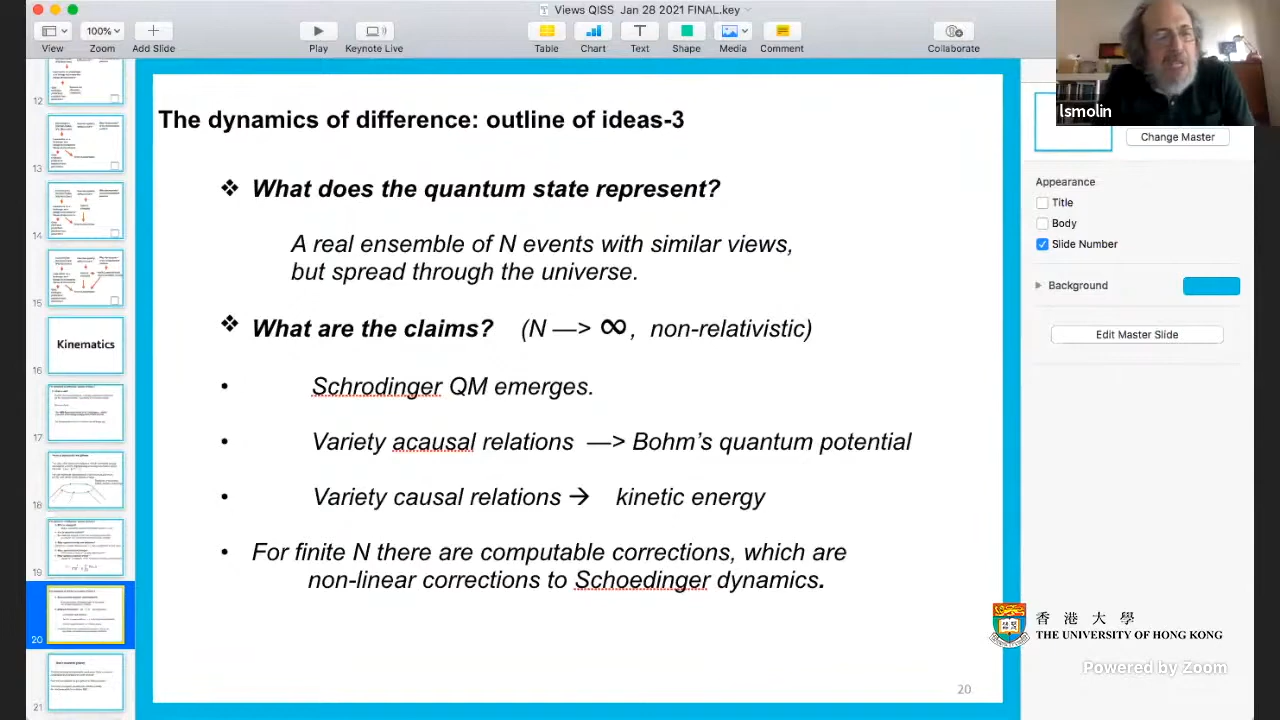 Views QISS Jan 28 2021 FINAL.key
100%
View
Zoom
Add Slide
Play
Keynote Live
Table
Chart
Text
Shape
Media
Comment
Collaborate
lsmolin
12
13
14
15
Kinematics
16
17
18
19
20
21
The dynamics of difference: outline of ideas-3
❖ What does the quantum state represent?
A real ensemble of N events with similar views,
but spread through the universe.
❖ What are the claims? (N —> ∞, non-relativistic)
• Schrodinger QM emerges.
• Variety acausal relations —> Bohm's quantum potential
• Variety causal relations → kinetic energy
• For finite N there are computable corrections, which are
non-linear corrections to Schoedinger dynamics.
20
Change Master
Appearance
Title
Body
Slide Number
Background
Edit Master Slide
香港大學
THE UNIVERSITY OF HONG KONG
Powered by Zoom